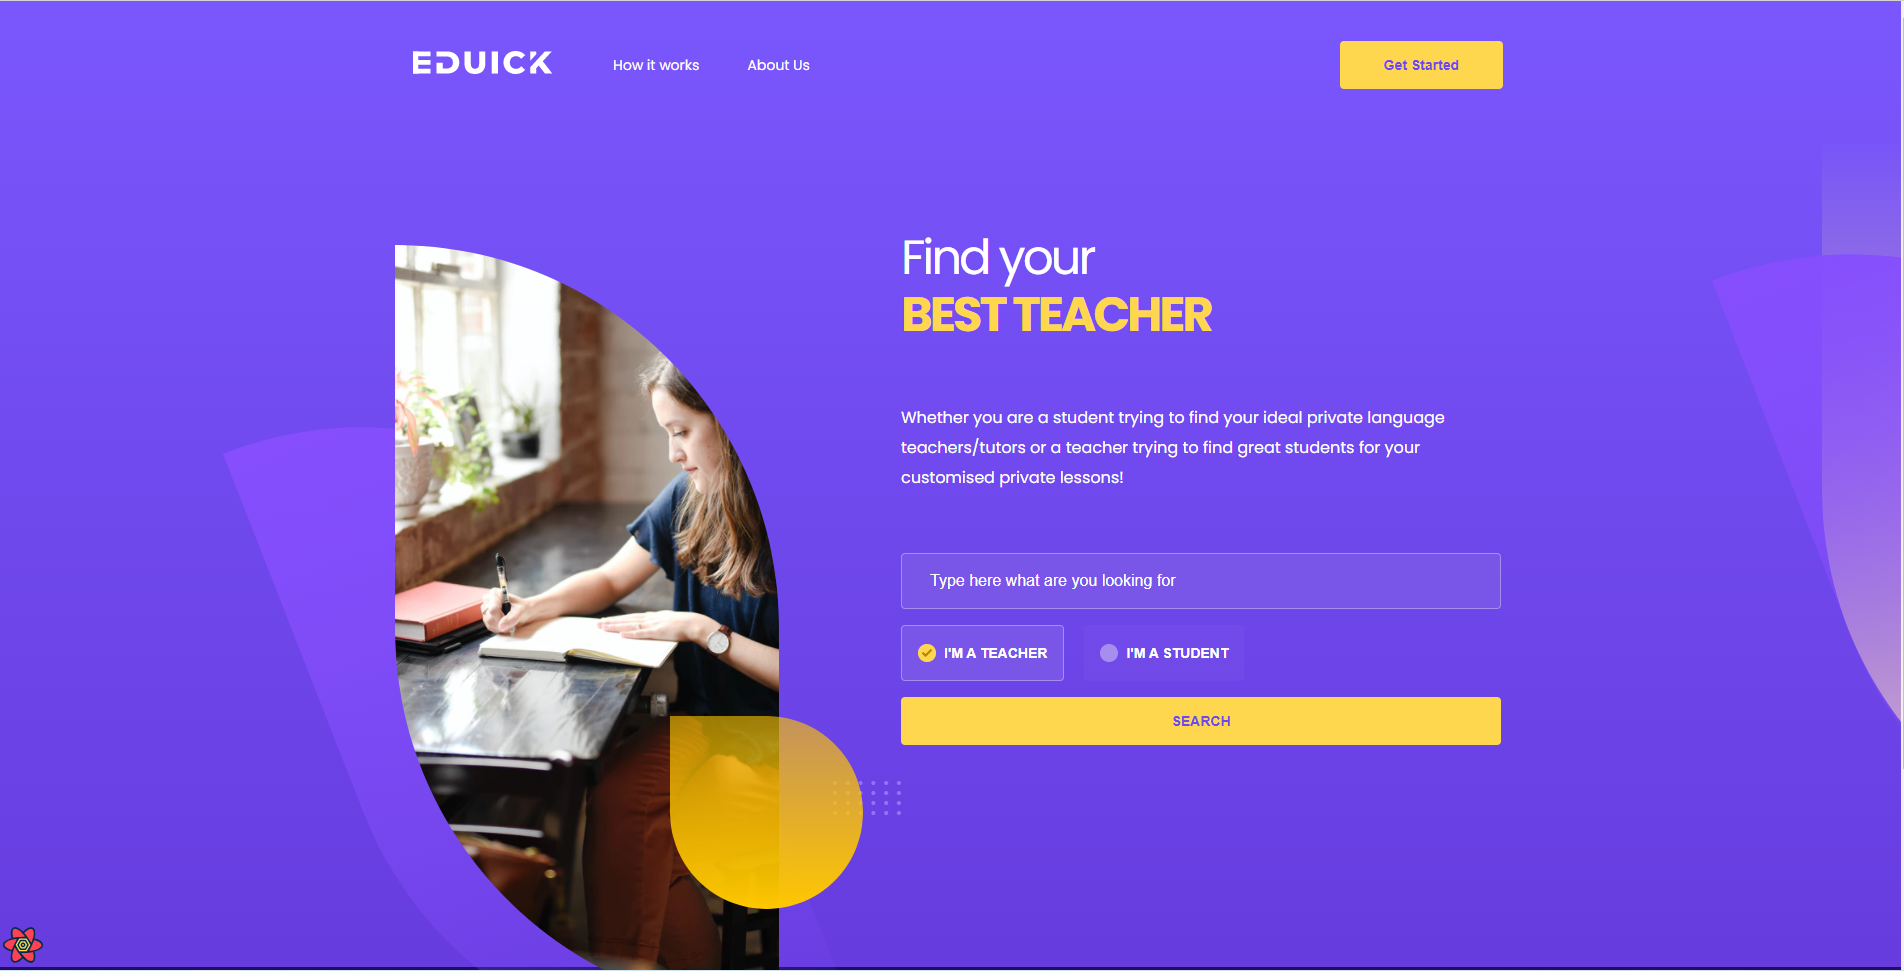 EDUICK
How it works
About Us
Get Started
Find your
BEST TEACHER
Whether you are a student trying to find your ideal private language
teachers/tutors or a teacher trying to find great students for your
customised private lessons!
Type here what are you looking for
I'M A TEACHER
I'M A STUDENT
SEARCH